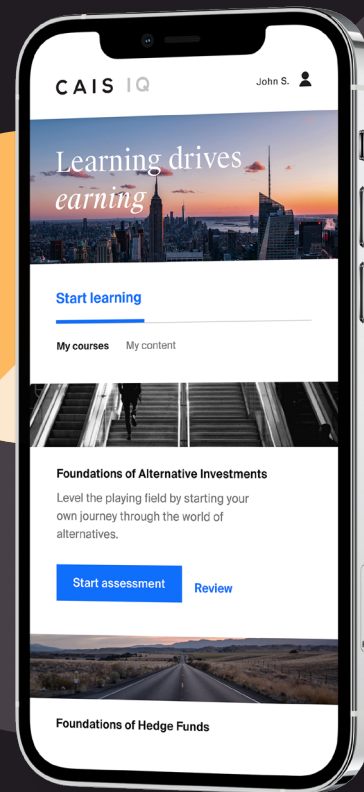 CAIS IQ
John S.
Learning drives
earning
Start learning
My courses My content
Foundations of Alternative Investments
Level the playing field by starting your
own journey through the world of
alternatives.
Start assessment Review
Foundations of Hedge Funds